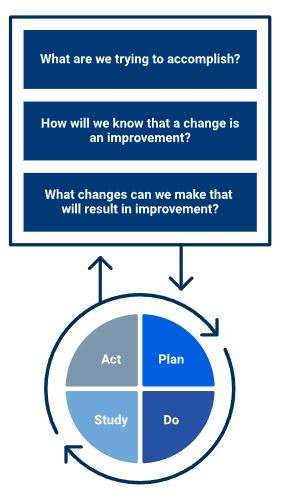 What are we trying to accomplish?
How will we know that a change is
an improvement?
What changes can we make that
will result in improvement?
Act
Plan
Study
Do